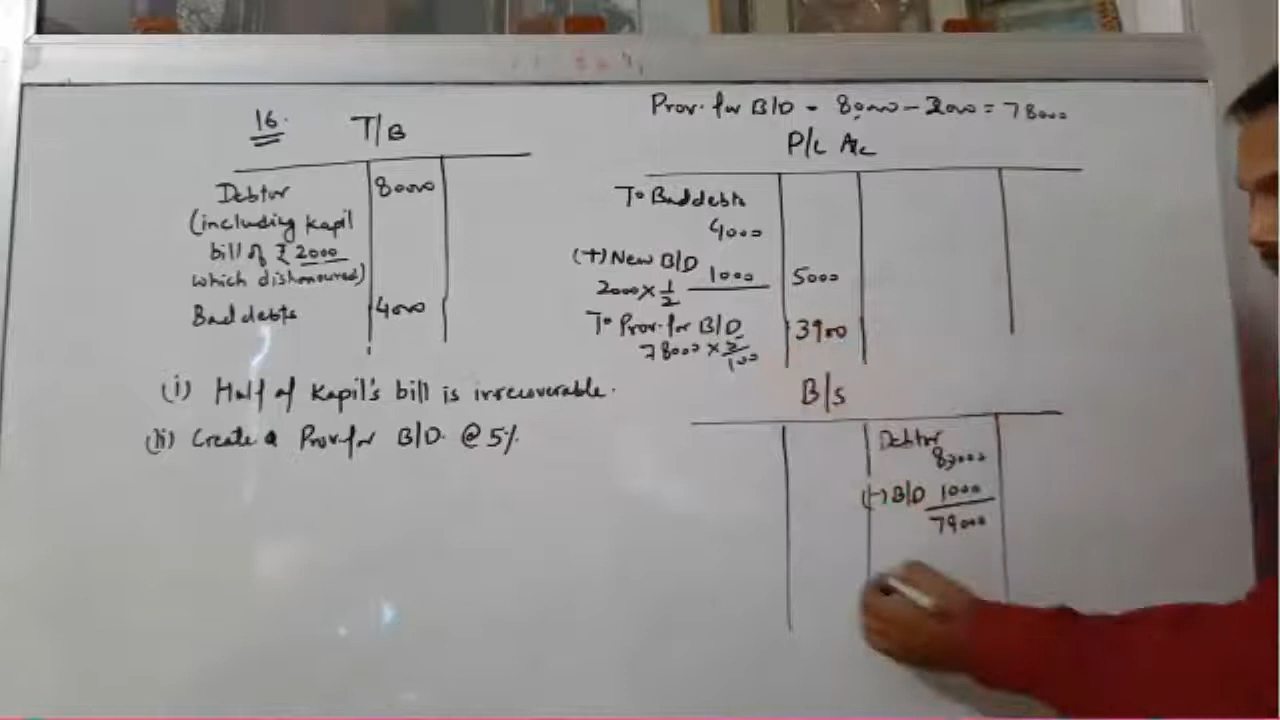 16. T/B
Debtor 80000
(including Kapil
bill of ₹ 2000
which dishonoured)
Bad debts 4000
(i) Half of Kapil's bill is irrecoverable.
(ii) Create a Prov. for B/D. @ 5%
Prov. for B/D - 80000 - 2000 = 78000
P/L A/c
To Bad debts
4000
(+) New B/D 1000 5000
2000 × 1/2
To Prov. for B/D 3900
78000 × 5/100
B/S
Debtor
80000
(-) B/D 1000
79000